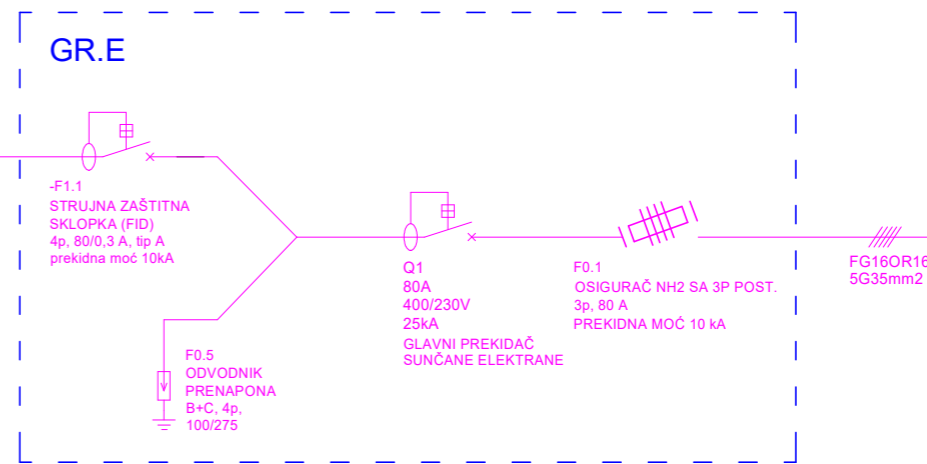 GR.E
-F1.1
STRUJNA ZAŠTITNA
SKLOPKA (FID)
4p, 80/0,3 A, tip A
prekidna moć 10kA
F0.5
ODVODNIK
PRENAPONA
B+C, 4p,
100/275
Q1
80A
400/230V
25kA
GLAVNI PREKIDAČ
SUNČANE ELEKTRANE
F0.1
OSIGURAČ NH2 SA 3P POST.
3p, 80 A
PREKIDNA MOĆ 10 kA
FG16OR16
5G35mm2